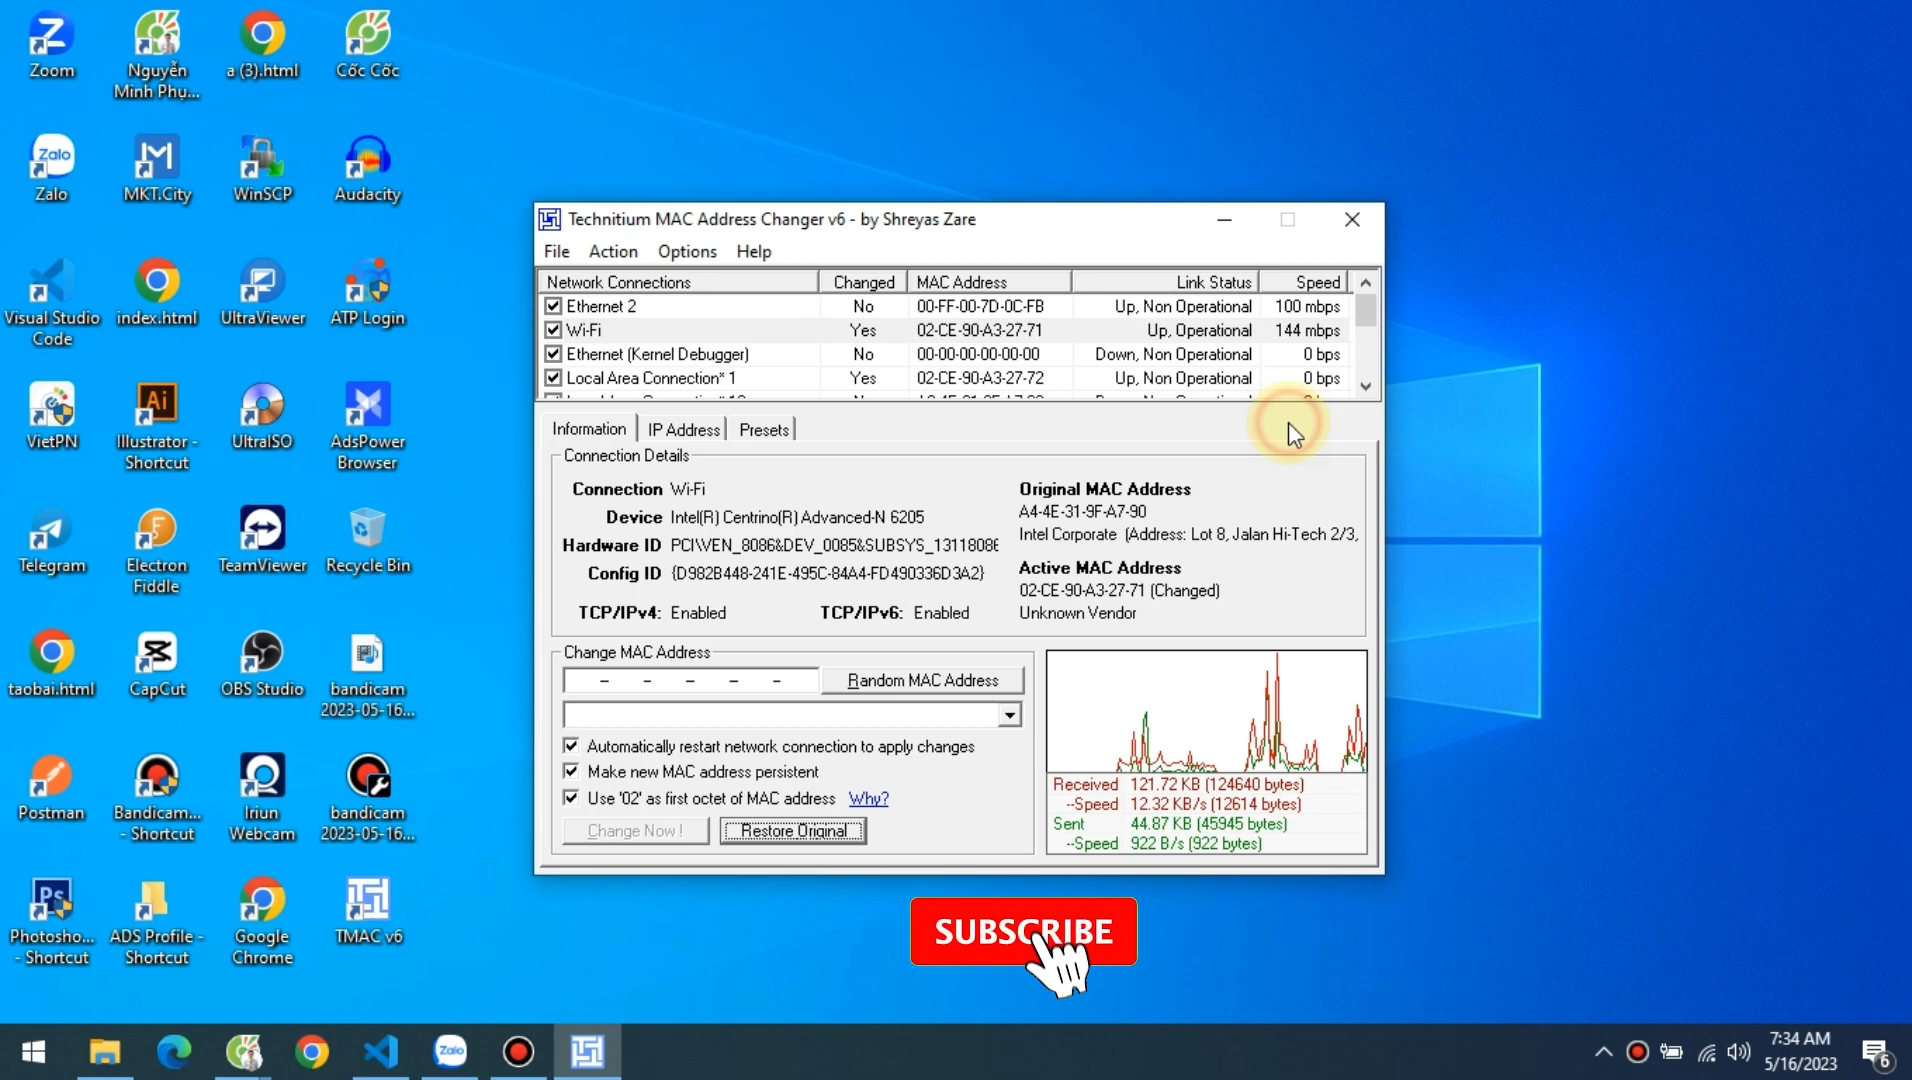 Zoom
Nguyễn
Minh Phụ...
a (3).html
Cốc Cốc
Zalo
Zalo
MKT.City
WinSCP
Audacity
Visual Studio
Code
index.html
UltraViewer
ATP Login
VietPN
Ai
Illustrator -
Shortcut
UltraISO
AdsPower
Browser
Telegram
Electron
Fiddle
TeamViewer
Recycle Bin
taobai.html
CapCut
OBS Studio
bandicam
2023-05-16...
Postman
Bandicam...
- Shortcut
Iriun
Webcam
bandicam
2023-05-16...
Ps
Photosho...
- Shortcut
ADS Profile -
Shortcut
Google
Chrome
TMAC v6
Technitium MAC Address Changer v6 - by Shreyas Zare
File Action Options Help
Network Connections Changed MAC Address Link Status Speed
Ethernet 2 No 00-FF-00-7D-0C-FB Up, Non Operational 100 mbps
Wi-Fi Yes 02-CE-90-A3-27-71 Up, Operational 144 mbps
Ethernet (Kernel Debugger) No 00-00-00-00-00-00 Down, Non Operational 0 bps
Local Area Connection* 1 Yes 02-CE-90-A3-27-72 Up, Non Operational 0 bps
Information IP Address Presets
Connection Details
Connection Wi-Fi
Device Intel(R) Centrino(R) Advanced-N 6205
Hardware ID PCI\VEN_8086&DEV_0085&SUBSYS_13118086
Config ID {D982B448-241E-495C-84A4-FD490336D3A2}
TCP/IPv4: Enabled TCP/IPv6: Enabled
Original MAC Address
A4-4E-31-9F-A7-90
Intel Corporate (Address: Lot 8, Jalan Hi-Tech 2/3,
Active MAC Address
02-CE-90-A3-27-71 (Changed)
Unknown Vendor
Change MAC Address
- - - - -
Random MAC Address
Automatically restart network connection to apply changes
Make new MAC address persistent
Use '02' as first octet of MAC address Why?
Change Now ! Restore Original
Received 121.72 KB (124640 bytes)
--Speed 12.32 KB/s (12614 bytes)
Sent 44.87 KB (45945 bytes)
--Speed 922 B/s (922 bytes)
SUBSCRIBE
Zalo
7:34 AM
5/16/2023
6